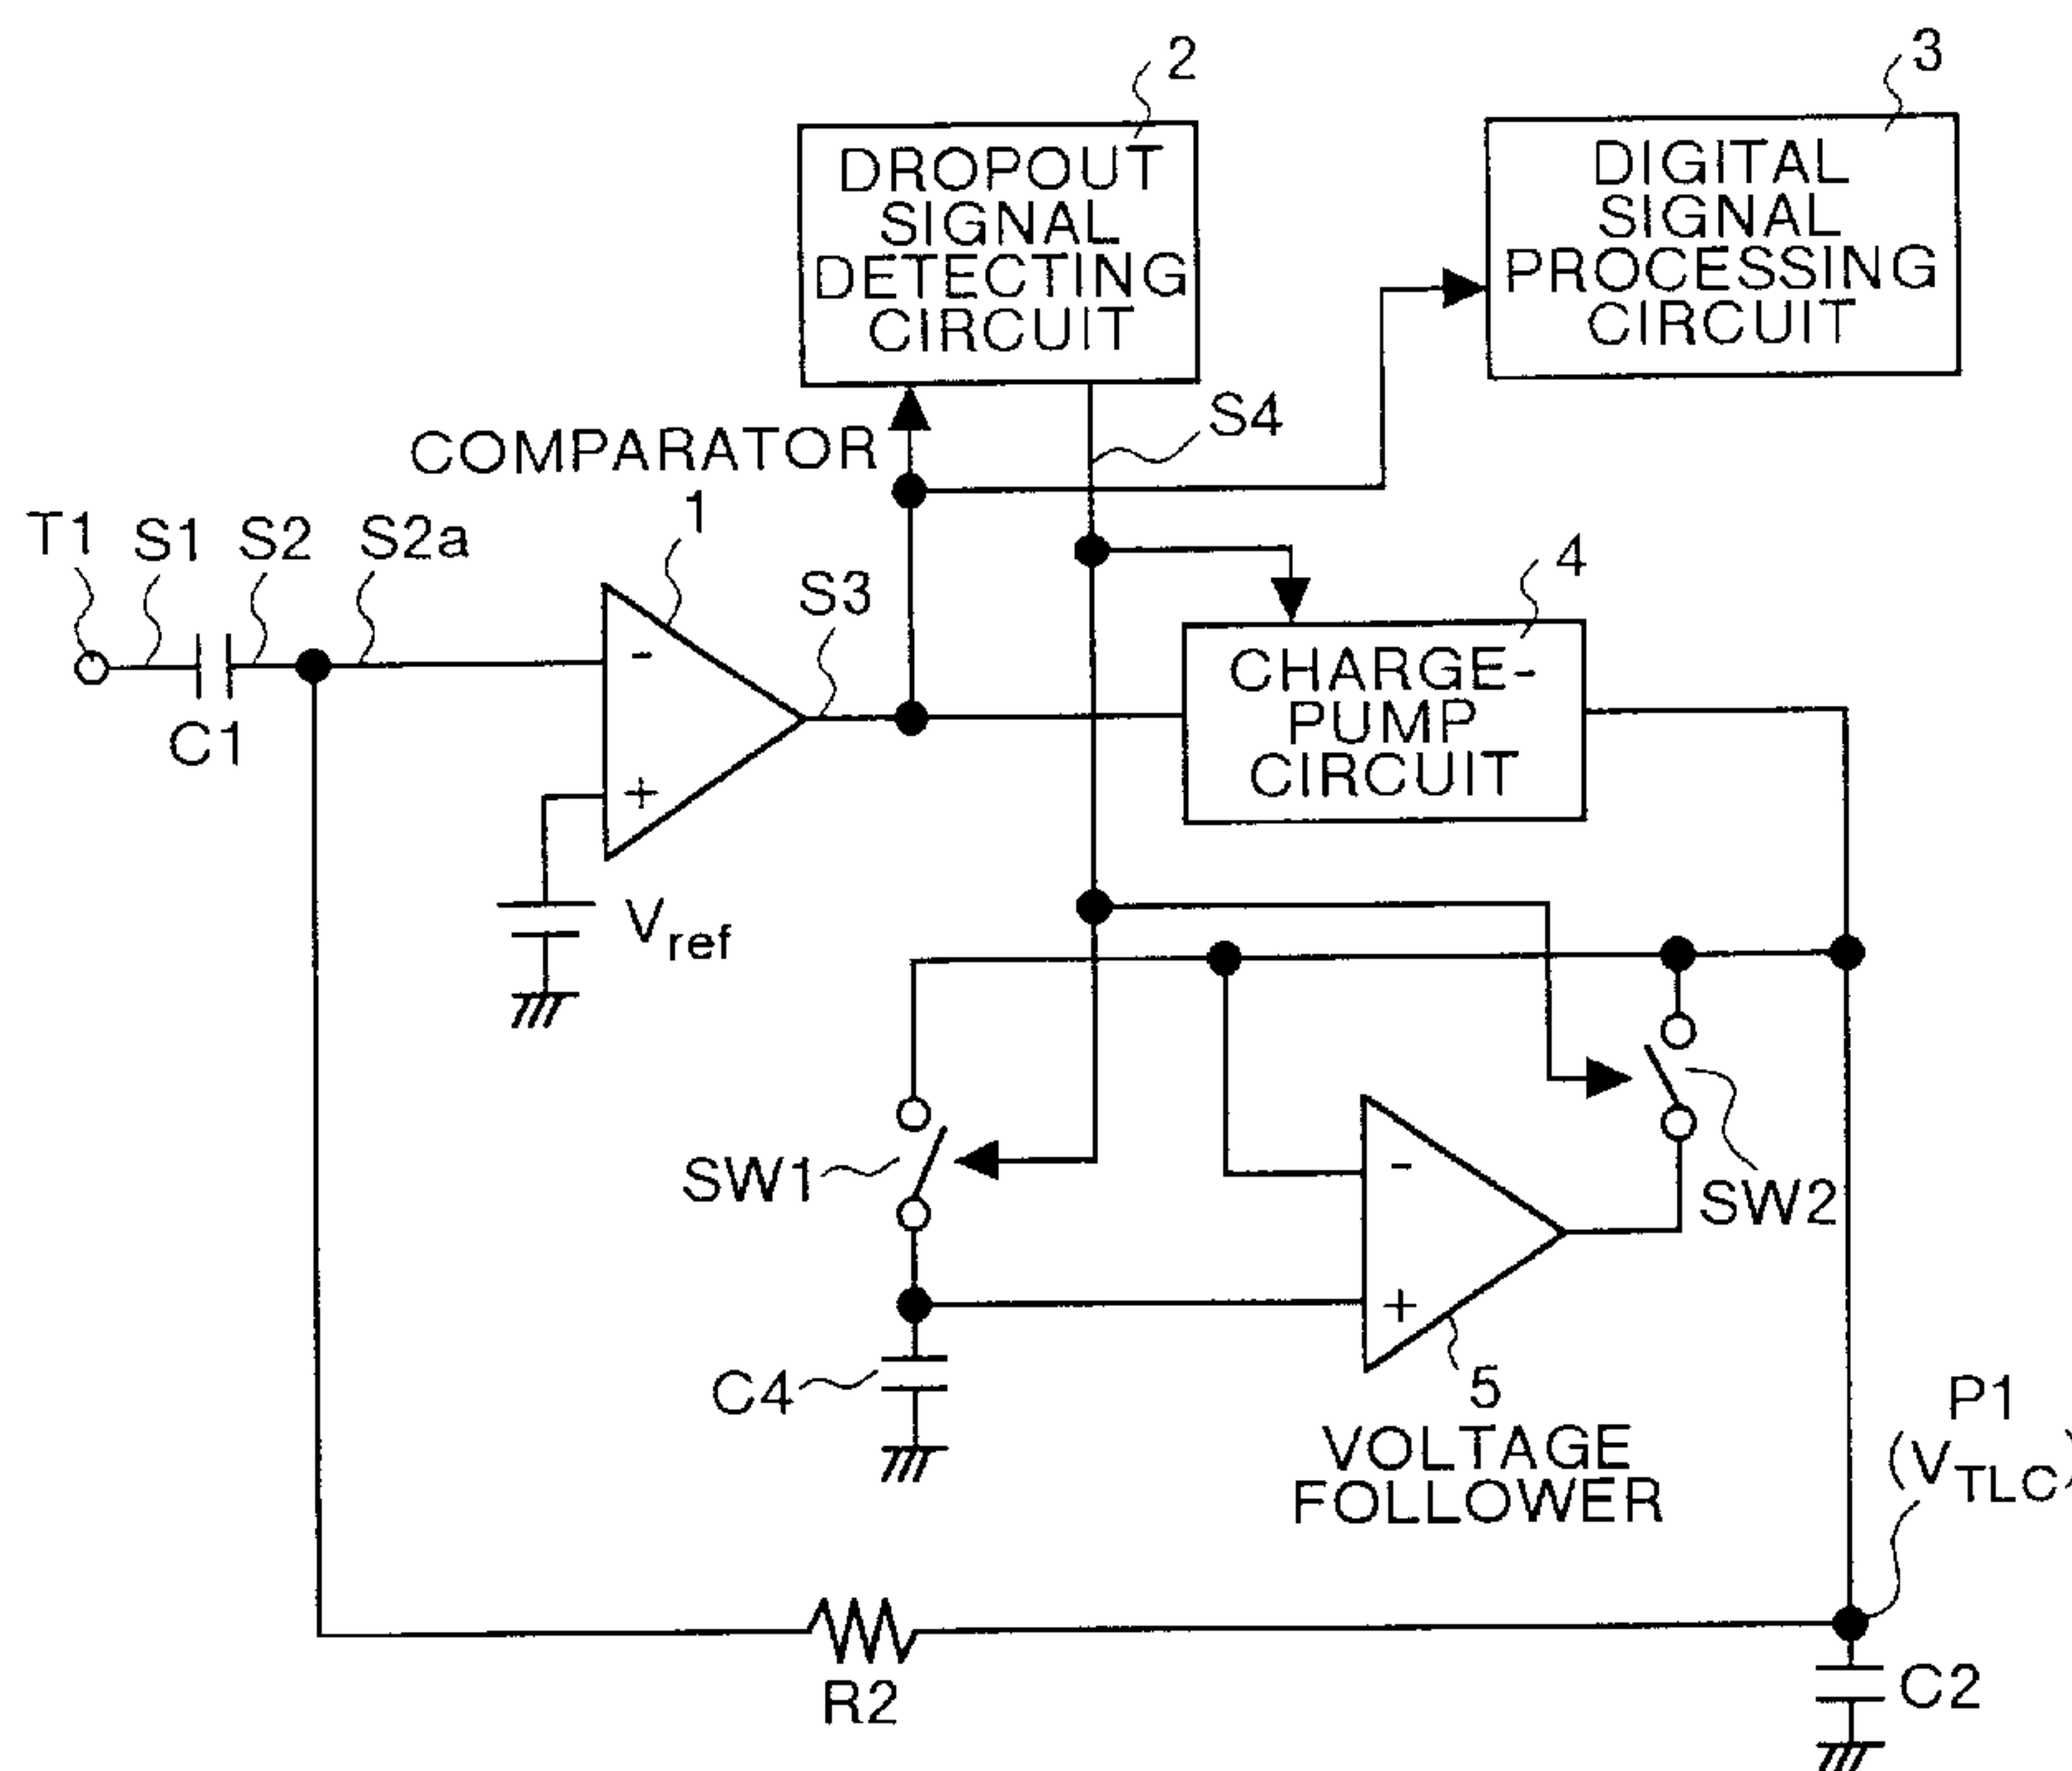 2
3
DROPOUT
SIGNAL
DETECTING
CIRCUIT
DIGITAL
SIGNAL
PROCESSING
CIRCUIT
S4
COMPARATOR
1
T1
S1
S2
S2a
S3
4
-
+
C1
CHARGE-
PUMP
CIRCUIT
Vref
SW1
-
+
SW2
C4
5
VOLTAGE
FOLLOWER
P1
(VTLC)
R2
C2